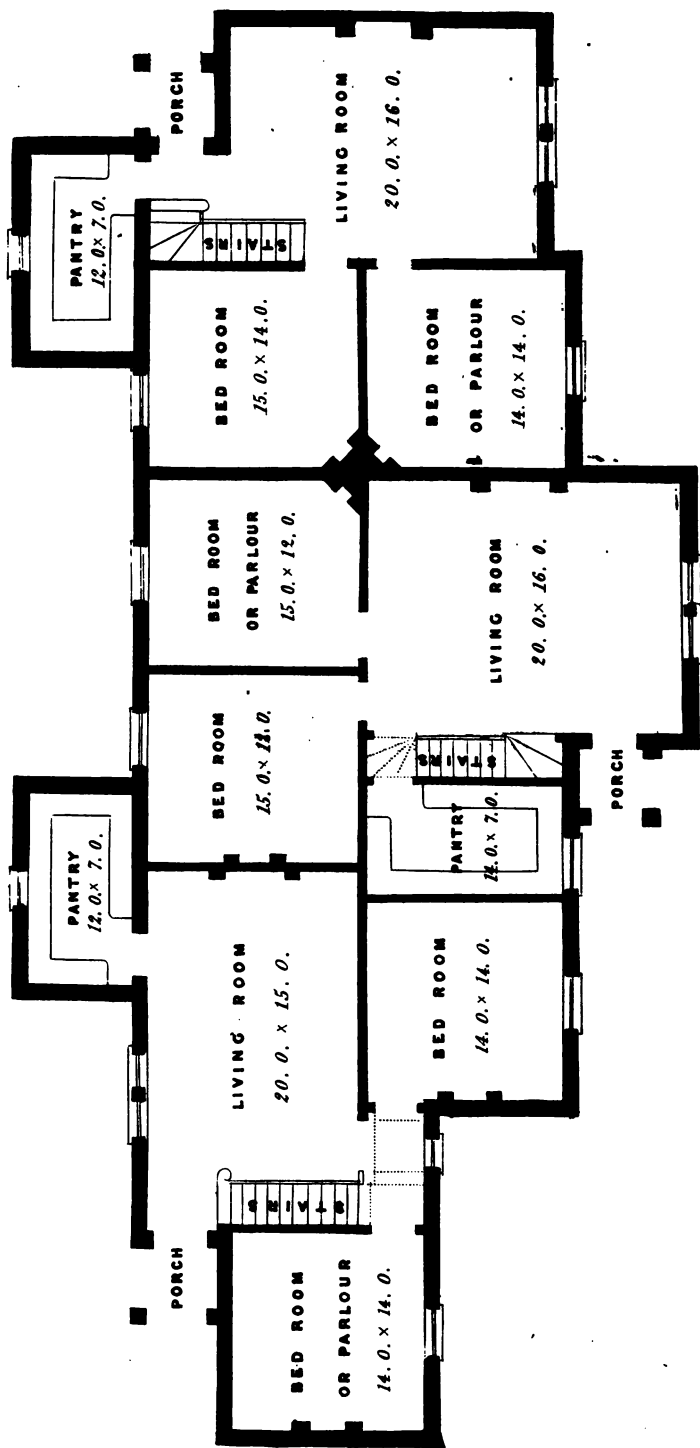 PORCH
PANTRY
12.0.× 7.0.
LIVING ROOM
20.0.× 16.0.
STAIRS
BED ROOM
15.0.× 14.0.
BED ROOM
OR PARLOUR
14.0.× 14.0.
BED ROOM
OR PARLOUR
15.0.× 12.0.
LIVING ROOM
20.0.× 16.0.
BED ROOM
15.0.× 12.0.
STAIRS
PORCH
PANTRY
14.0.× 7.0.
PANTRY
12.0.× 7.0.
LIVING ROOM
20.0.× 15.0.
BED ROOM
14.0.× 14.0.
STAIRS
PORCH
BED ROOM
OR PARLOUR
14.0.× 14.0.